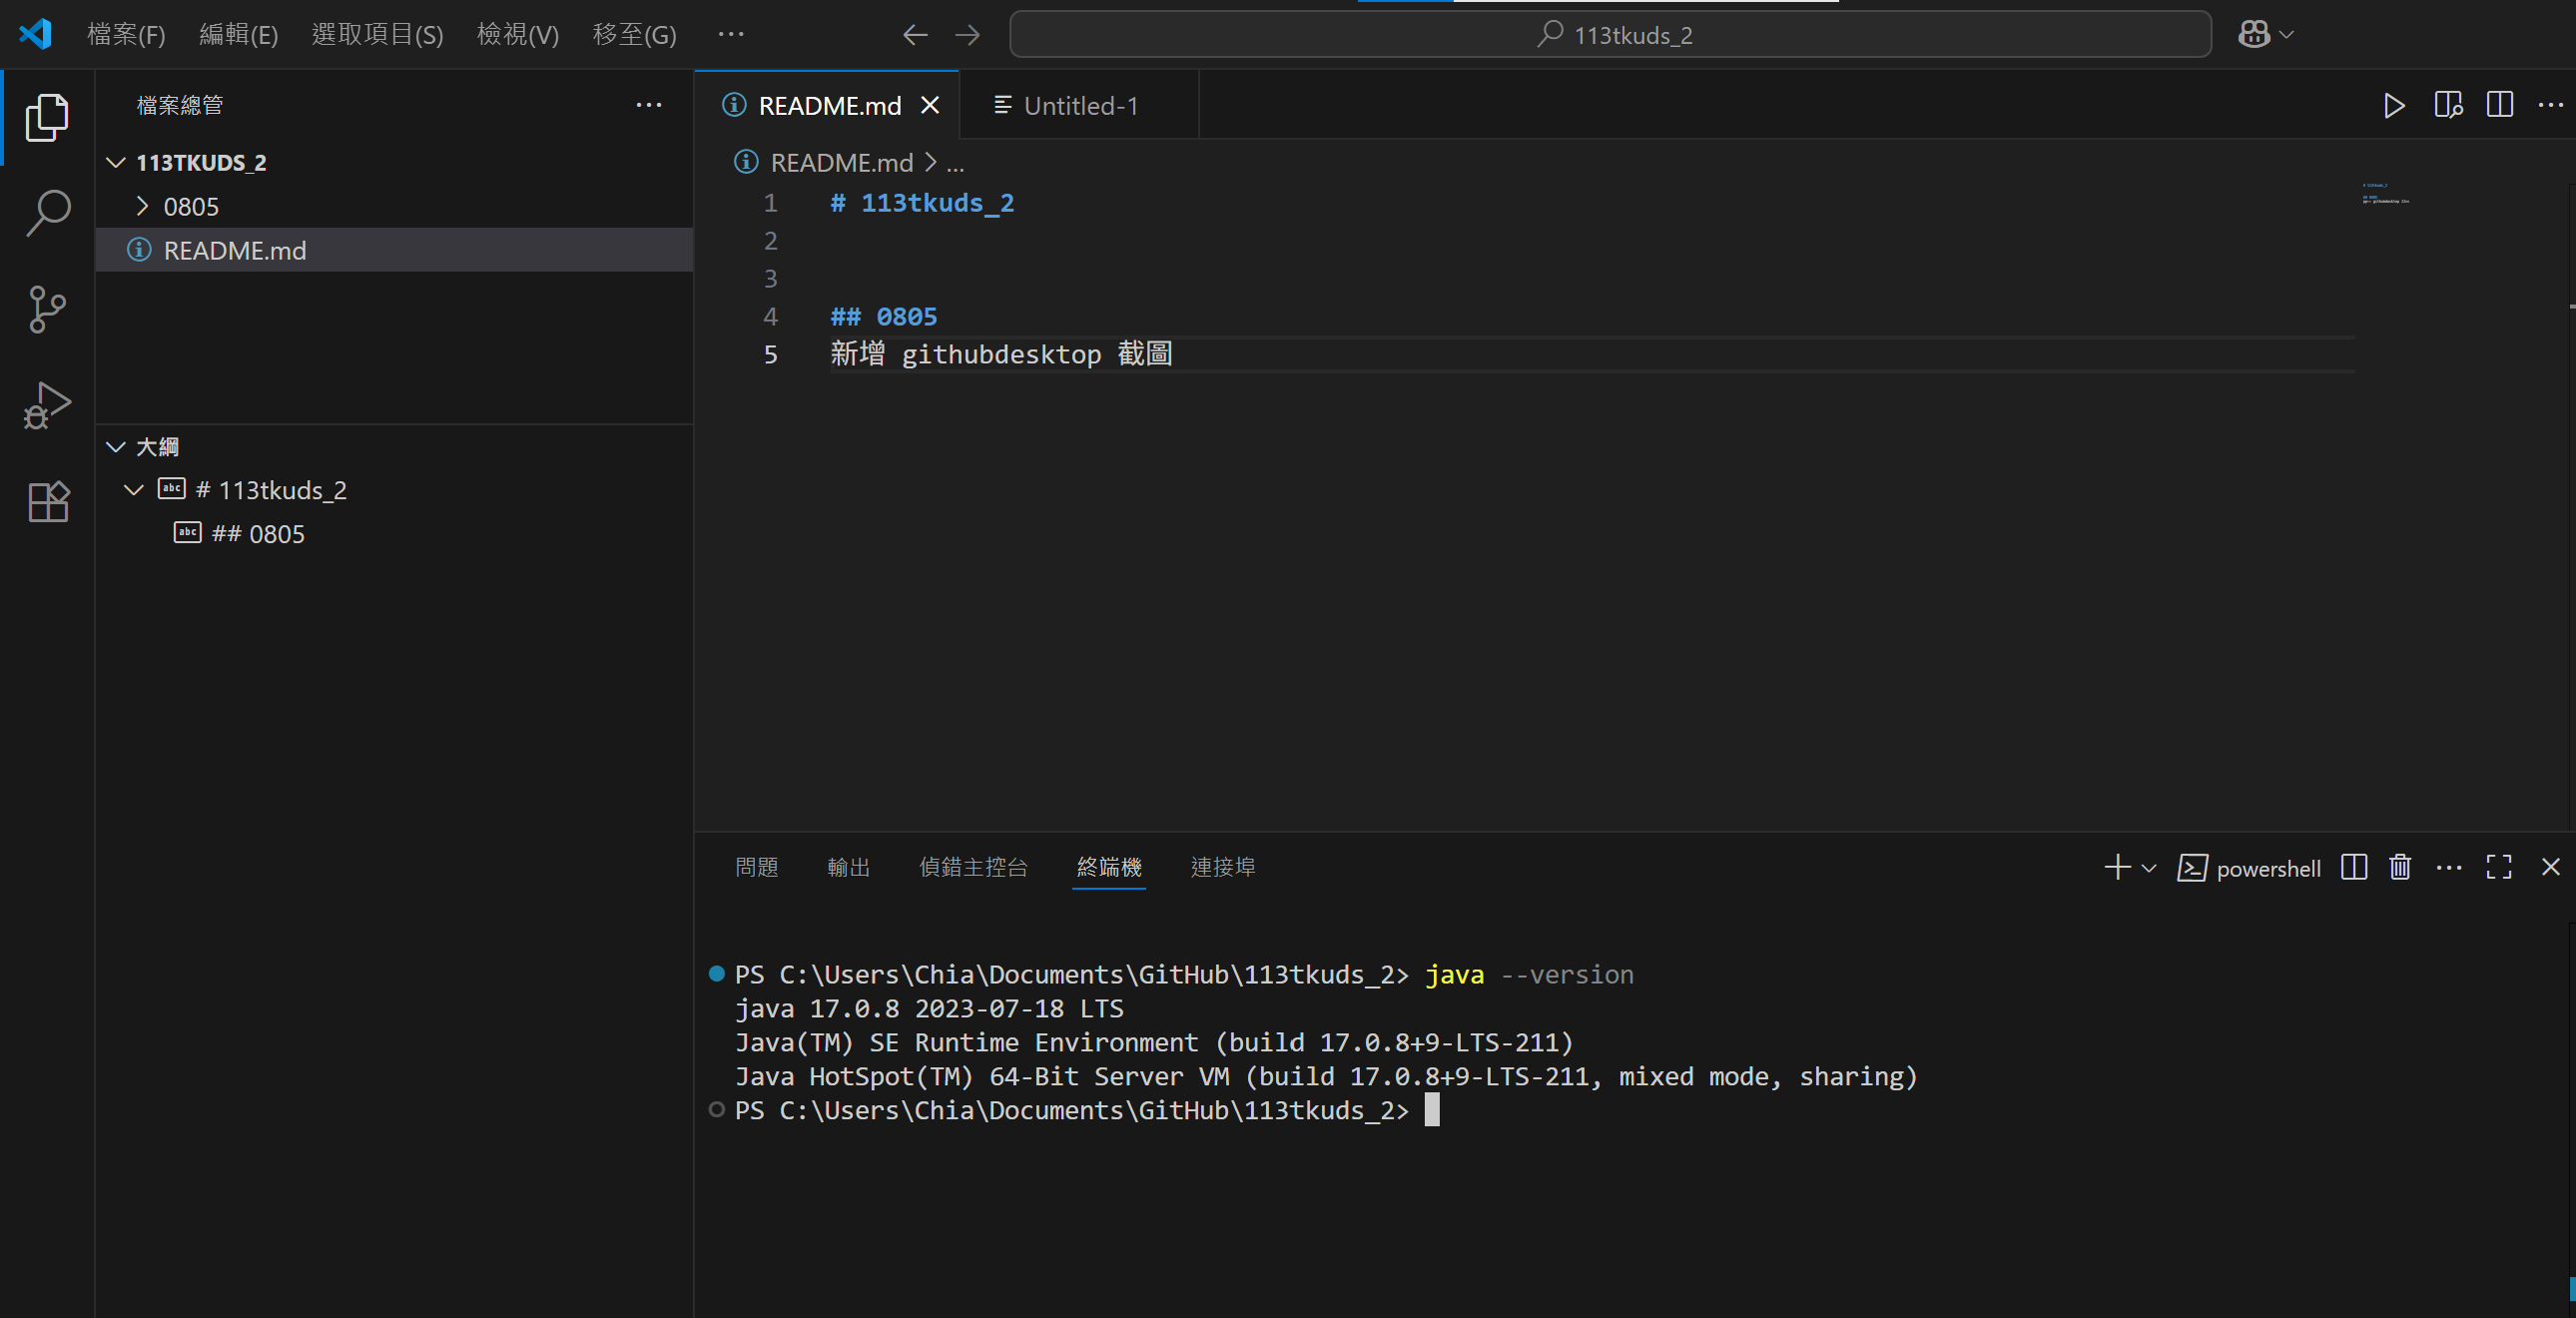 檔案(F) 編輯(E) 選取項目(S) 檢視(V) 移至(G) ···
113tkuds_2
檔案總管
113TKUDS_2
0805
README.md
大綱
# 113tkuds_2
## 0805
README.md
Untitled-1
README.md > ...
1 # 113tkuds_2
2
3
4 ## 0805
5 新增 githubdesktop 截圖
問題 輸出 偵錯主控台 終端機 連接埠
powershell
PS C:\Users\Chia\Documents\GitHub\113tkuds_2> java --version
java 17.0.8 2023-07-18 LTS
Java(TM) SE Runtime Environment (build 17.0.8+9-LTS-211)
Java HotSpot(TM) 64-Bit Server VM (build 17.0.8+9-LTS-211, mixed mode, sharing)
PS C:\Users\Chia\Documents\GitHub\113tkuds_2>